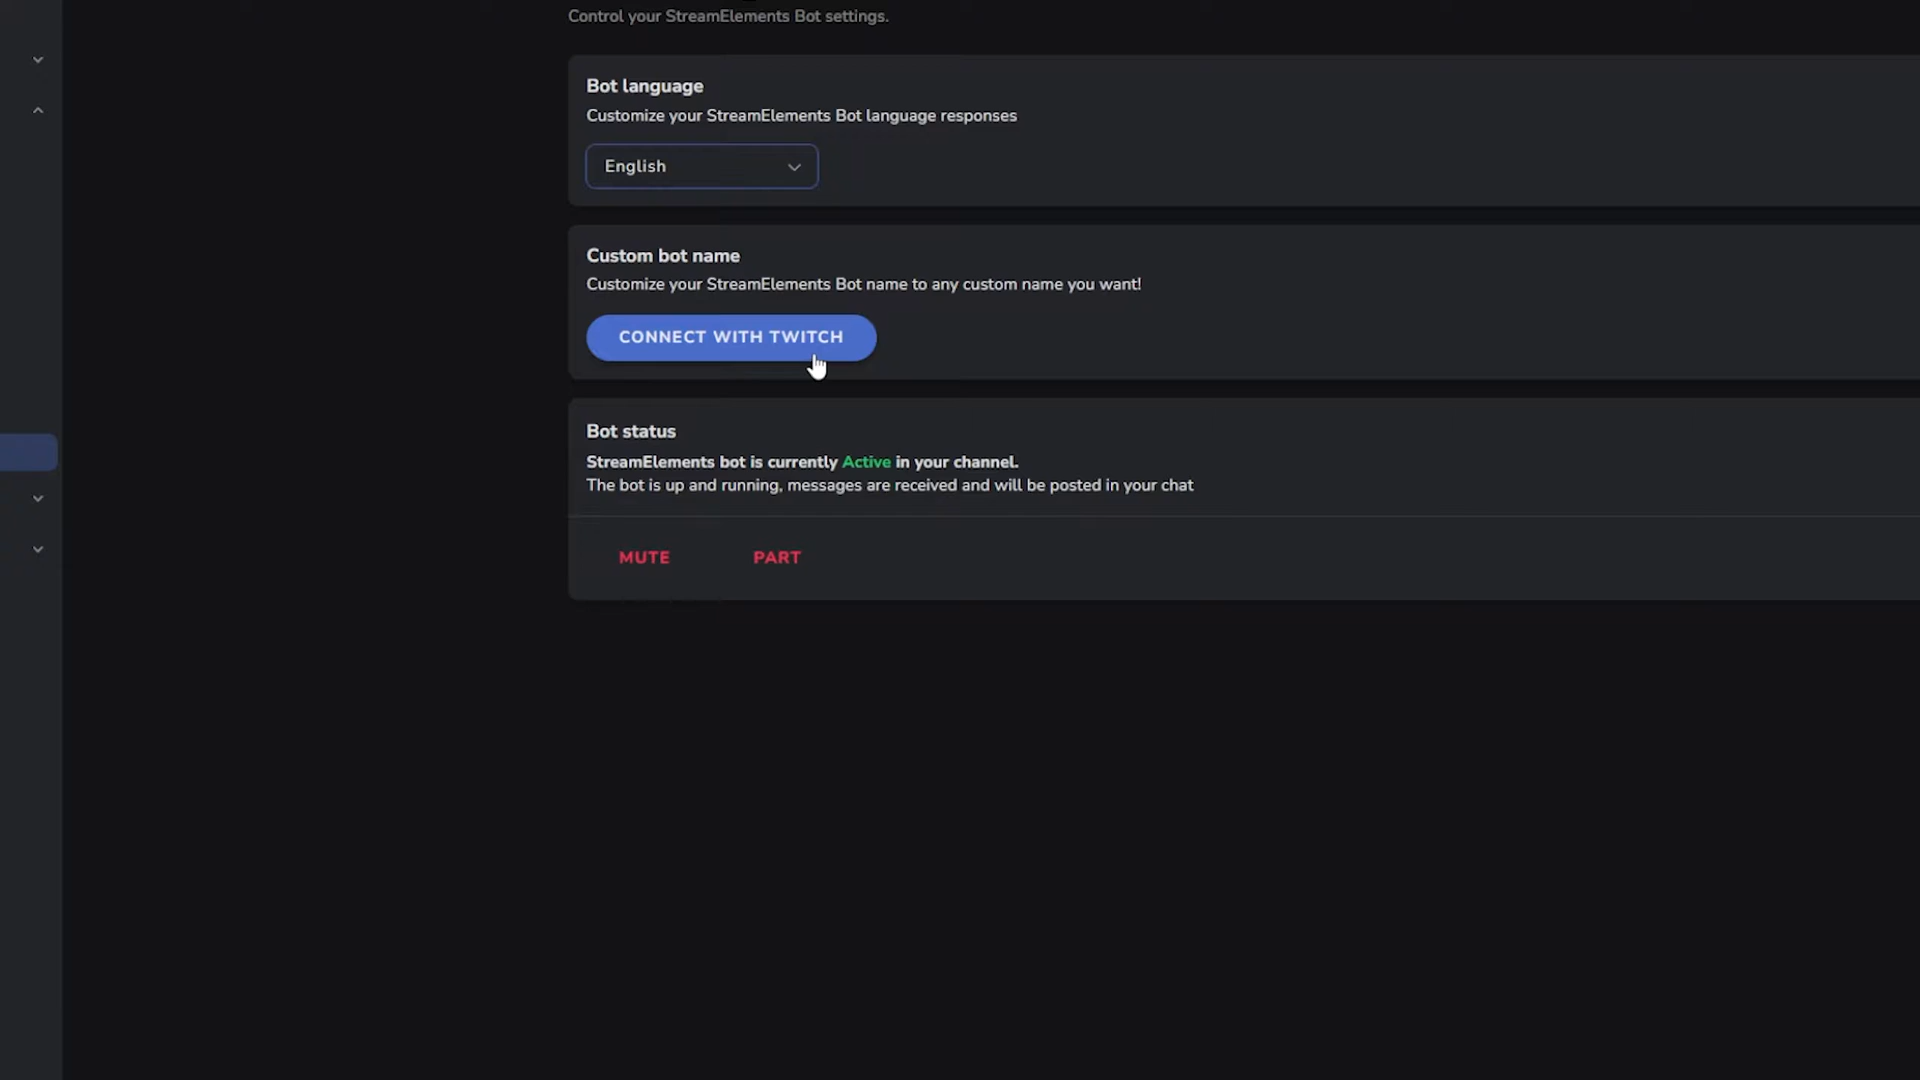 Control your StreamElements Bot settings.
Bot language
Customize your StreamElements Bot language responses
English
Custom bot name
Customize your StreamElements Bot name to any custom name you want!
CONNECT WITH TWITCH
Bot status
StreamElements bot is currently Active in your channel.
The bot is up and running, messages are received and will be posted in your chat
MUTE PART